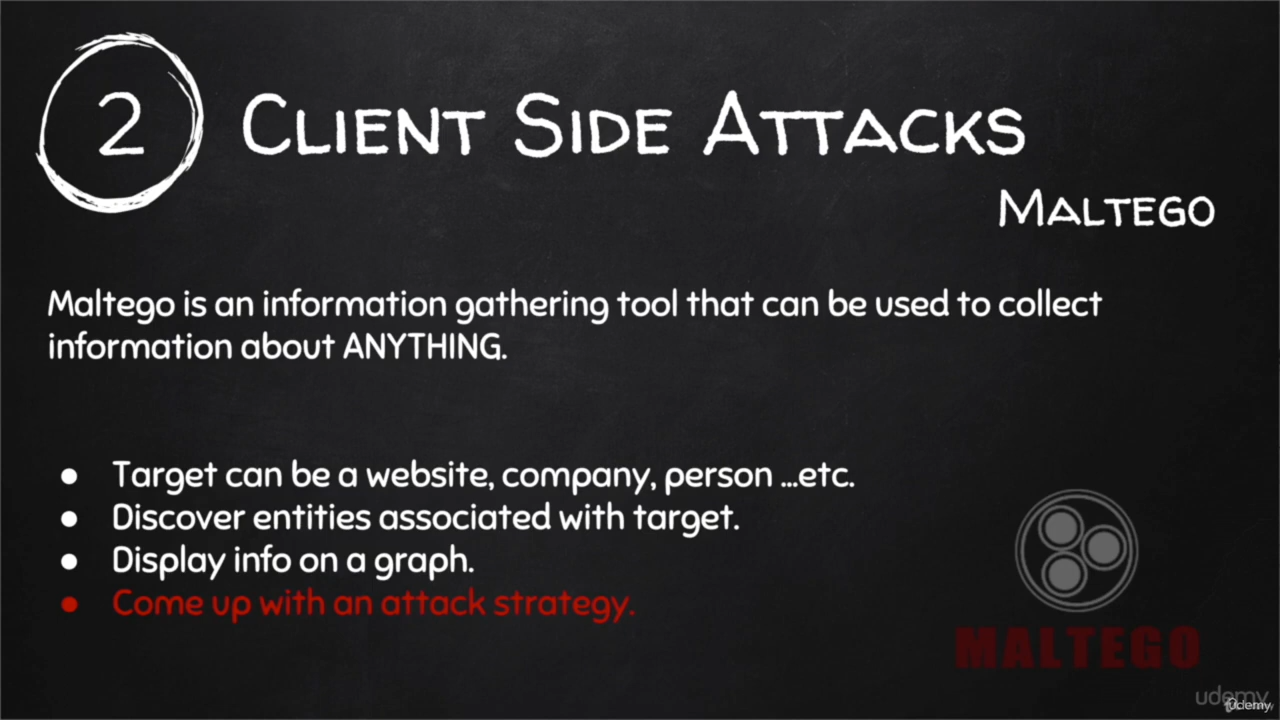 2 Client Side Attacks
Maltego
Maltego is an information gathering tool that can be used to collect
information about ANYTHING.
● Target can be a website, company, person ...etc.
● Discover entities associated with target.
● Display info on a graph.
● Come up with an attack strategy.
MALTEGO
udemy
Udemy